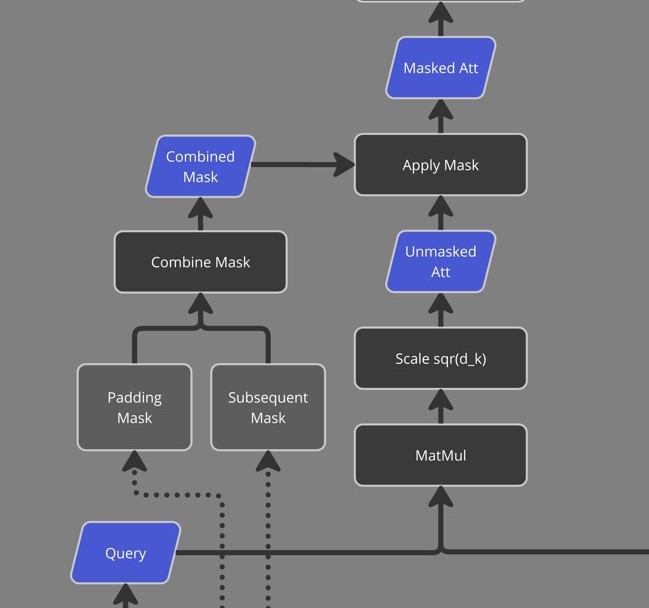 Masked Att
Combined
Mask
Apply Mask
Combine Mask
Unmasked
Att
Scale sqr(d_k)
Padding
Mask
Subsequent
Mask
MatMul
Query